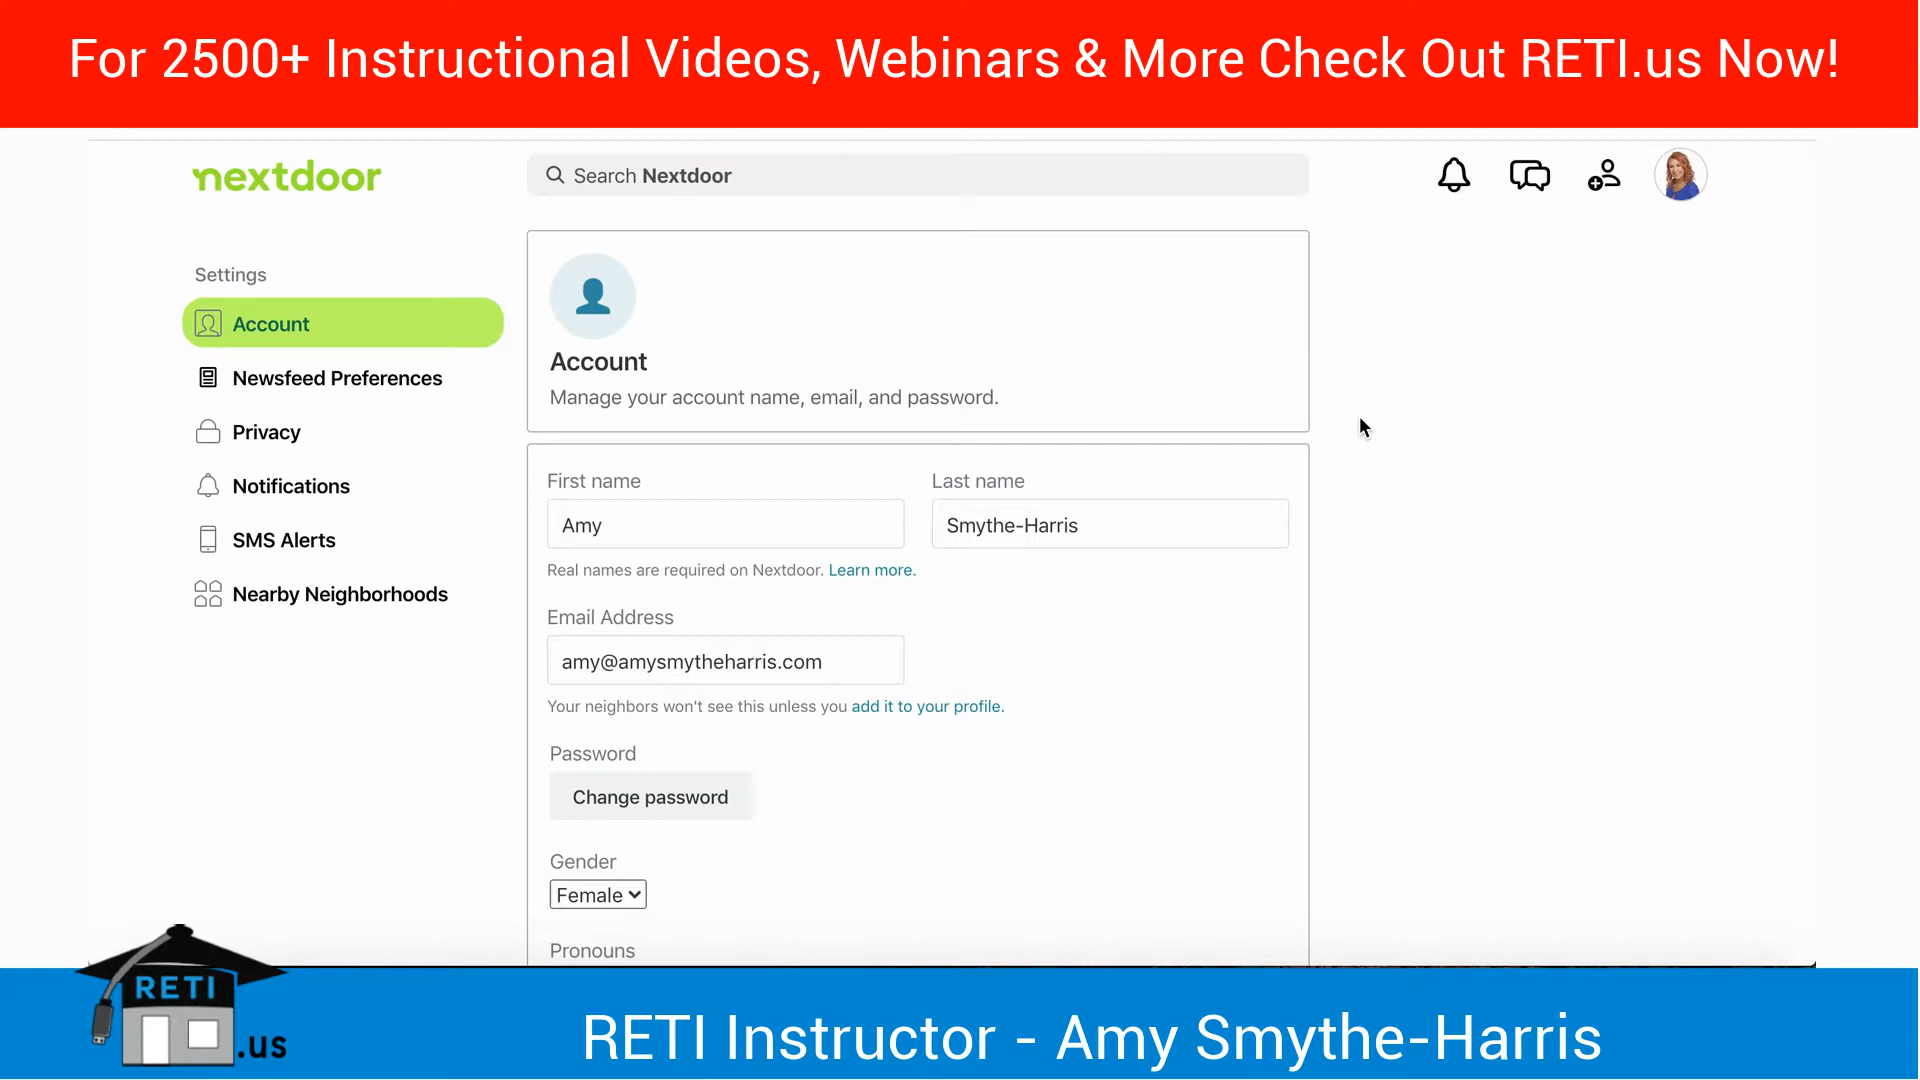 For 2500+ Instructional Videos, Webinars & More Check Out RETI.us Now!
nextdoor
Search Nextdoor
Settings
Account
Newsfeed Preferences
Privacy
Notifications
SMS Alerts
Nearby Neighborhoods
Account
Manage your account name, email, and password.
First name
Last name
Amy
Smythe-Harris
Real names are required on Nextdoor. Learn more.
Email Address
amy@amysmytheharris.com
Your neighbors won't see this unless you add it to your profile.
Password
Change password
Gender
Female
Pronouns
RETI
.us
RETI Instructor - Amy Smythe-Harris